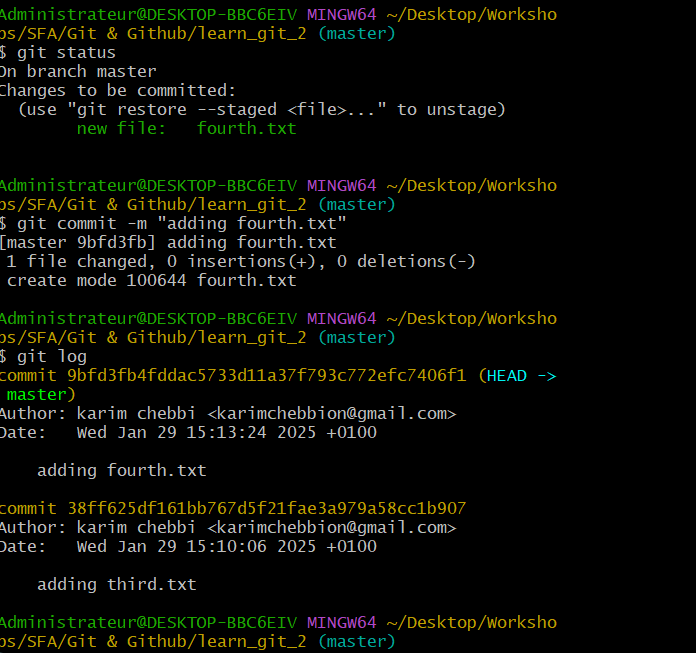 Administrateur@DESKTOP-BBC6EIV MINGW64 ~/Desktop/Worksho
ps/SFA/Git & Github/learn_git_2 (master)
$ git status
On branch master
Changes to be committed:
  (use "git restore --staged <file>..." to unstage)
        new file:   fourth.txt
Administrateur@DESKTOP-BBC6EIV MINGW64 ~/Desktop/Worksho
ps/SFA/Git & Github/learn_git_2 (master)
$ git commit -m "adding fourth.txt"
[master 9bfd3fb] adding fourth.txt
 1 file changed, 0 insertions(+), 0 deletions(-)
 create mode 100644 fourth.txt
Administrateur@DESKTOP-BBC6EIV MINGW64 ~/Desktop/Worksho
ps/SFA/Git & Github/learn_git_2 (master)
$ git log
commit 9bfd3fb4fddac5733d11a37f793c772efc7406f1 (HEAD ->
 master)
Author: karim chebbi <karimchebbion@gmail.com>
Date:   Wed Jan 29 15:13:24 2025 +0100
    adding fourth.txt
commit 38ff625df161bb767d5f21fae3a979a58cc1b907
Author: karim chebbi <karimchebbion@gmail.com>
Date:   Wed Jan 29 15:10:06 2025 +0100
    adding third.txt
Administrateur@DESKTOP-BBC6EIV MINGW64 ~/Desktop/Worksho
ps/SFA/Git & Github/learn_git_2 (master)